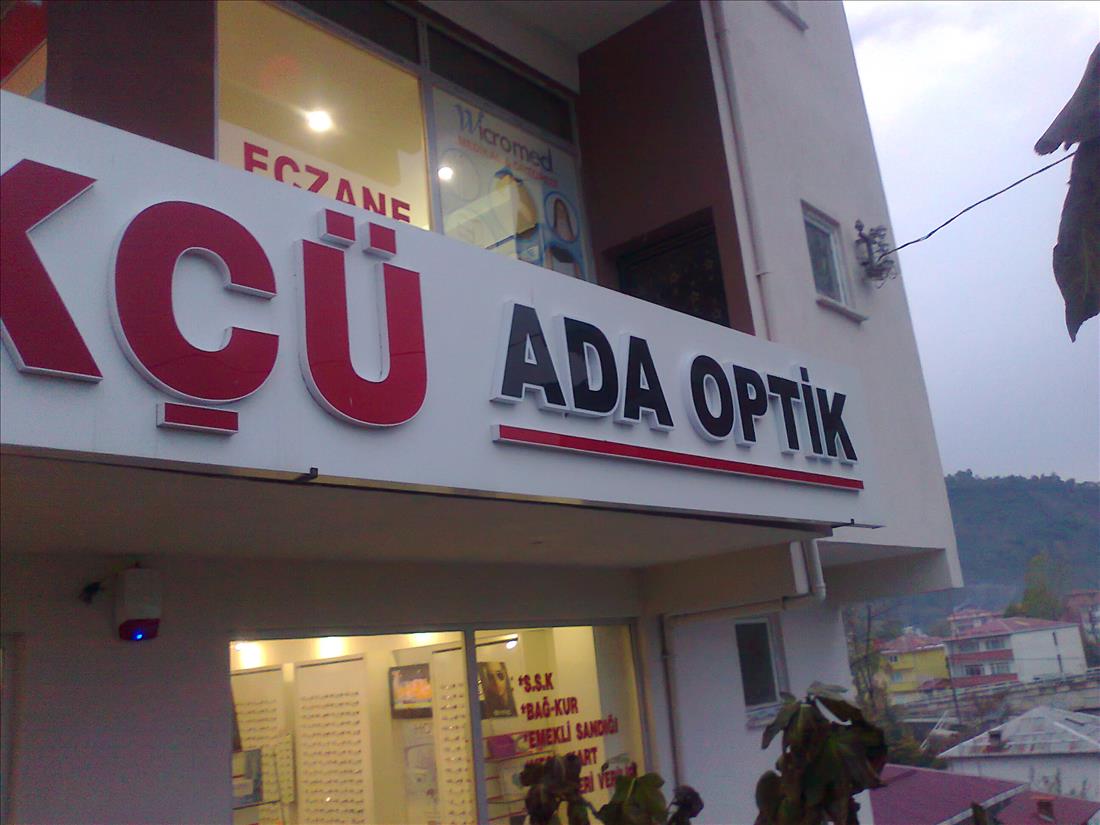 ECZANE
Wicromed
KÇÜ ADA OPTİK
*S.S.K
*BAĞ-KUR
*EMEKLİ SANDIĞI